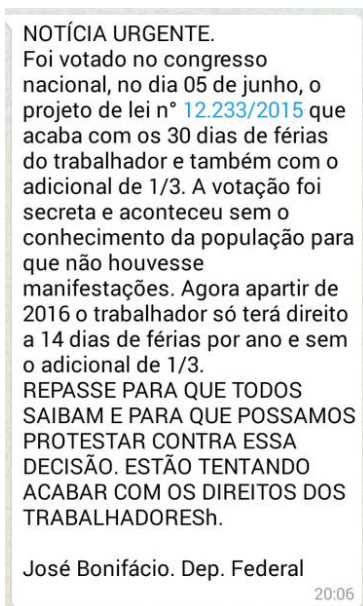 NOTÍCIA URGENTE.
Foi votado no congresso
nacional, no dia 05 de junho, o
projeto de lei n° 12.233/2015 que
acaba com os 30 dias de férias
do trabalhador e também com o
adicional de 1/3. A votação foi
secreta e aconteceu sem o
conhecimento da população para
que não houvesse
manifestações. Agora apartir de
2016 o trabalhador só terá direito
a 14 dias de férias por ano e sem
o adicional de 1/3.
REPASSE PARA QUE TODOS
SAIBAM E PARA QUE POSSAMOS
PROTESTAR CONTRA ESSA
DECISÃO. ESTÃO TENTANDO
ACABAR COM OS DIREITOS DOS
TRABALHADORESh.
José Bonifácio. Dep. Federal
20:06